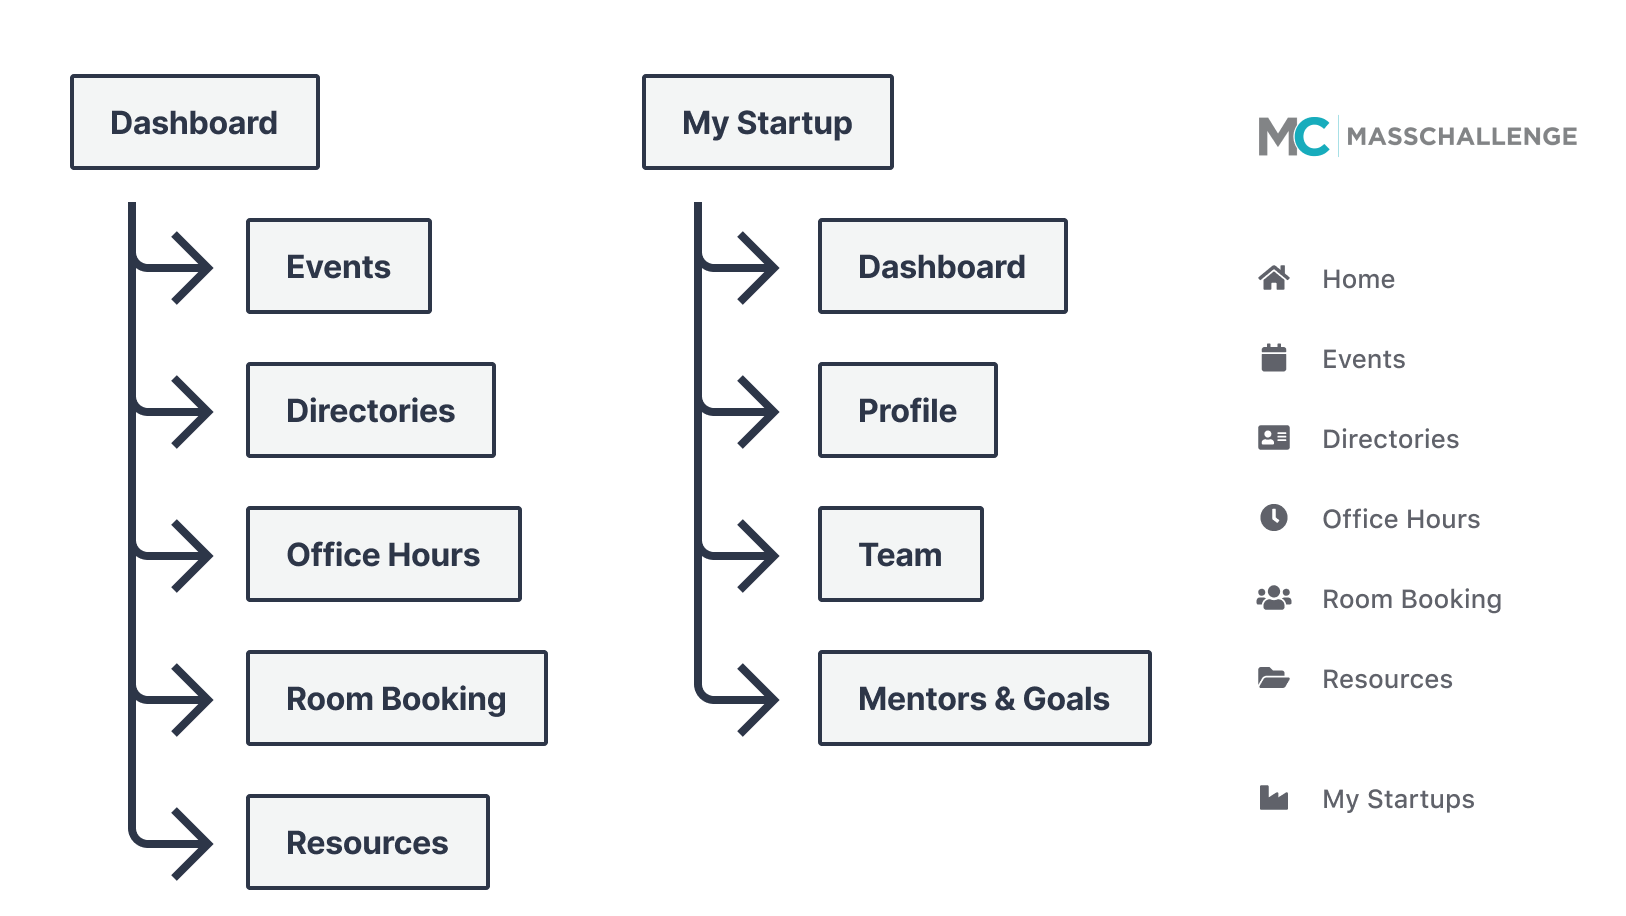 Dashboard
Events
Directories
Office Hours
Room Booking
Resources
My Startup
Dashboard
Profile
Team
Mentors & Goals
MC MASSCHALLENGE
Home
Events
Directories
Office Hours
Room Booking
Resources
My Startups